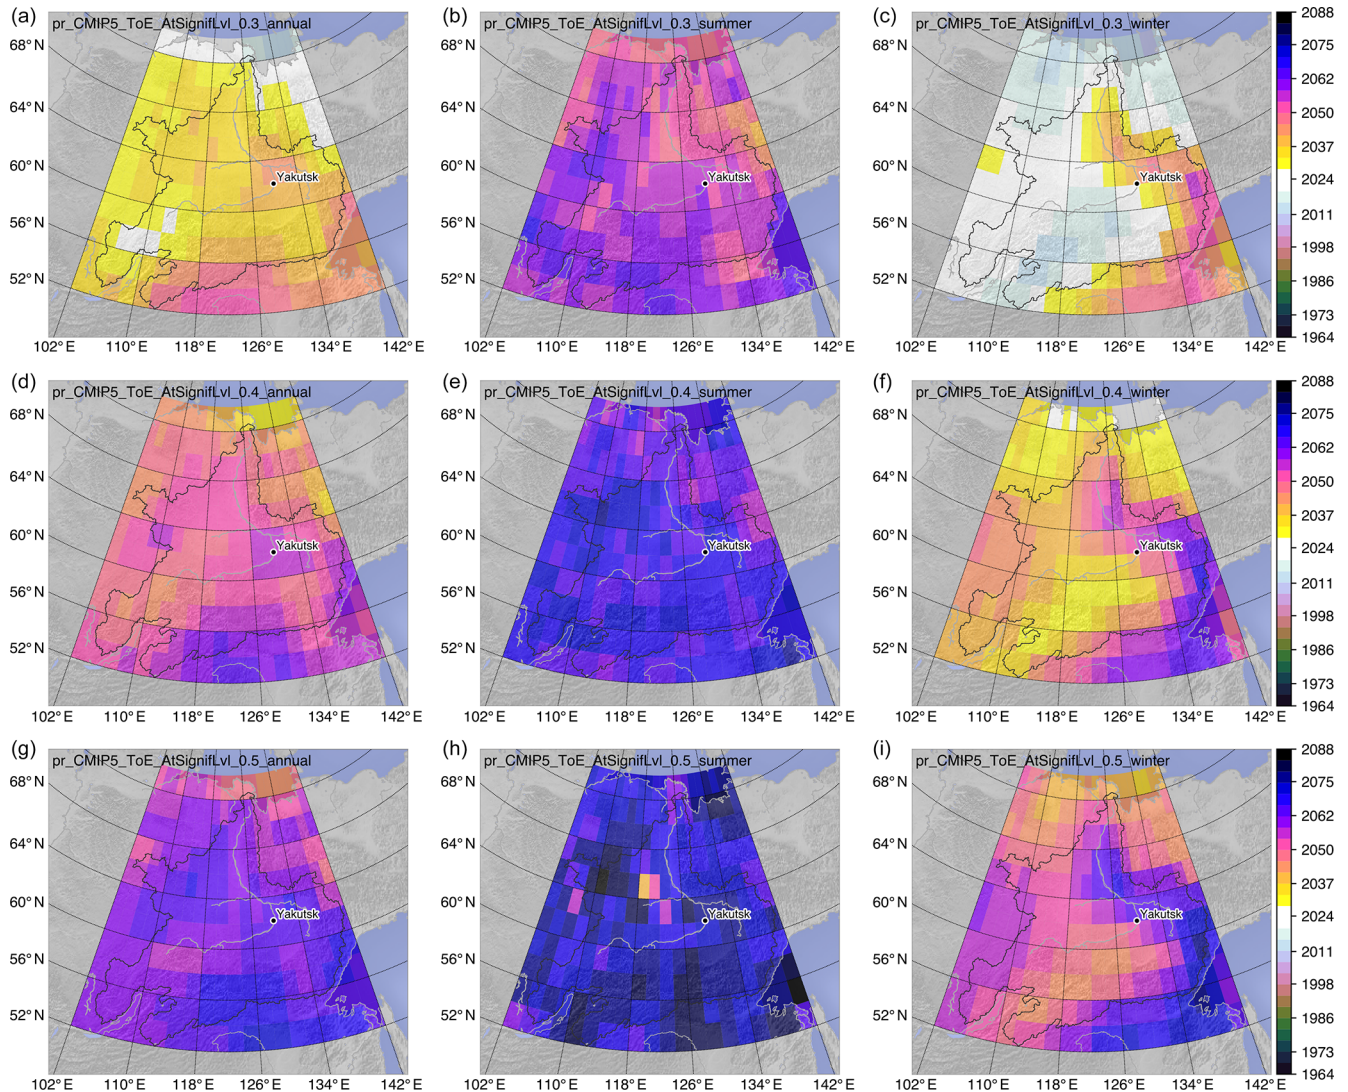 (a) (b) (c)
pr_CMIP5_ToE_AtSignifLvl_0.3_annual pr_CMIP5_ToE_AtSignifLvl_0.3_summer pr_CMIP5_ToE_AtSignifLvl_0.3_winter
68° N 68° N 68° N
64° N 64° N 64° N
60° N 60° N 60° N
56° N 56° N 56° N
52° N 52° N 52° N
Yakutsk Yakutsk Yakutsk
102° E 110° E 118° E 126° E 134° E 142° E 102° E 110° E 118° E 126° E 134° E 142° E 102° E 110° E 118° E 126° E 134° E 142° E
2088
2075
2062
2050
2037
2024
2011
1998
1986
1973
1964
(d) (e) (f)
pr_CMIP5_ToE_AtSignifLvl_0.4_annual pr_CMIP5_ToE_AtSignifLvl_0.4_summer pr_CMIP5_ToE_AtSignifLvl_0.4_winter
68° N 68° N 68° N
64° N 64° N 64° N
60° N 60° N 60° N
56° N 56° N 56° N
52° N 52° N 52° N
Yakutsk Yakutsk Yakutsk
102° E 110° E 118° E 126° E 134° E 142° E 102° E 110° E 118° E 126° E 134° E 142° E 102° E 110° E 118° E 126° E 134° E 142° E
2088
2075
2062
2050
2037
2024
2011
1998
1986
1973
1964
(g) (h) (i)
pr_CMIP5_ToE_AtSignifLvl_0.5_annual pr_CMIP5_ToE_AtSignifLvl_0.5_summer pr_CMIP5_ToE_AtSignifLvl_0.5_winter
68° N 68° N 68° N
64° N 64° N 64° N
60° N 60° N 60° N
56° N 56° N 56° N
52° N 52° N 52° N
Yakutsk Yakutsk Yakutsk
102° E 110° E 118° E 126° E 134° E 142° E 102° E 110° E 118° E 126° E 134° E 142° E 102° E 110° E 118° E 126° E 134° E 142° E
2088
2075
2062
2050
2037
2024
2011
1998
1986
1973
1964